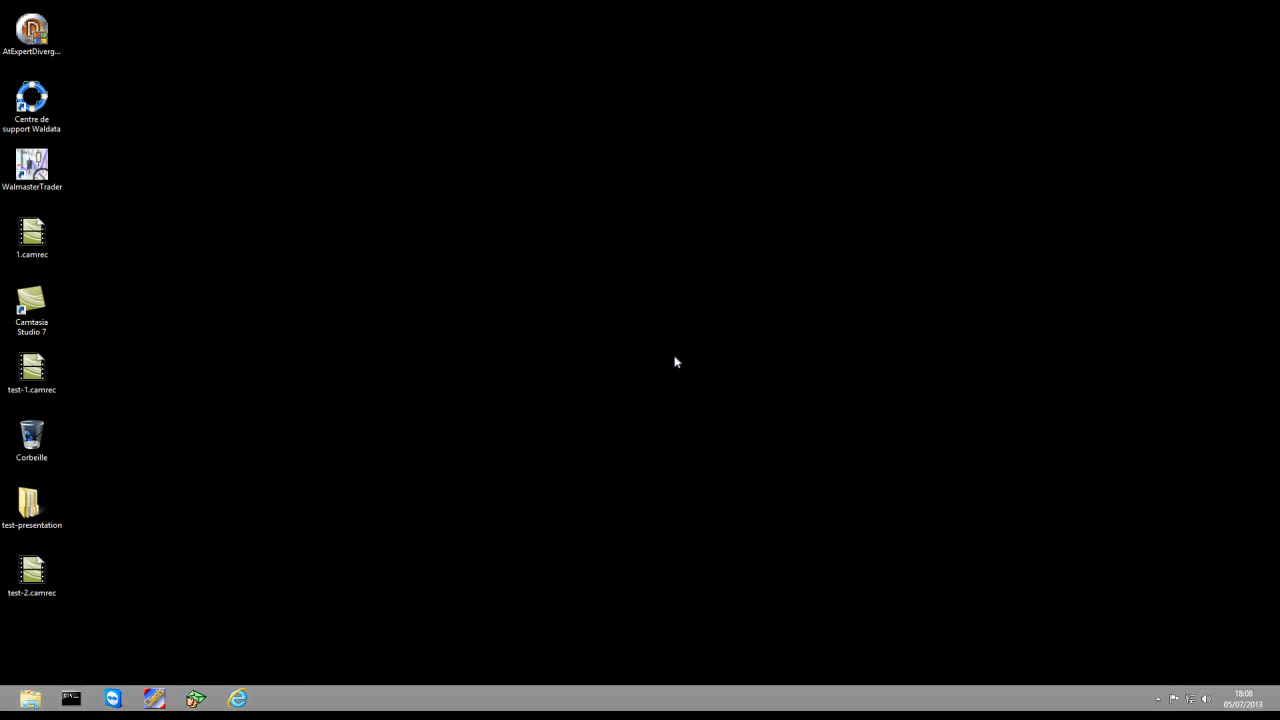 AtExpertDiverg...
Centre de
support Waldata
WalmasterTrader
1.camrec
Camtasia
Studio 7
test-1.camrec
Corbeille
test-presentation
test-2.camrec
18:08
05/07/2013